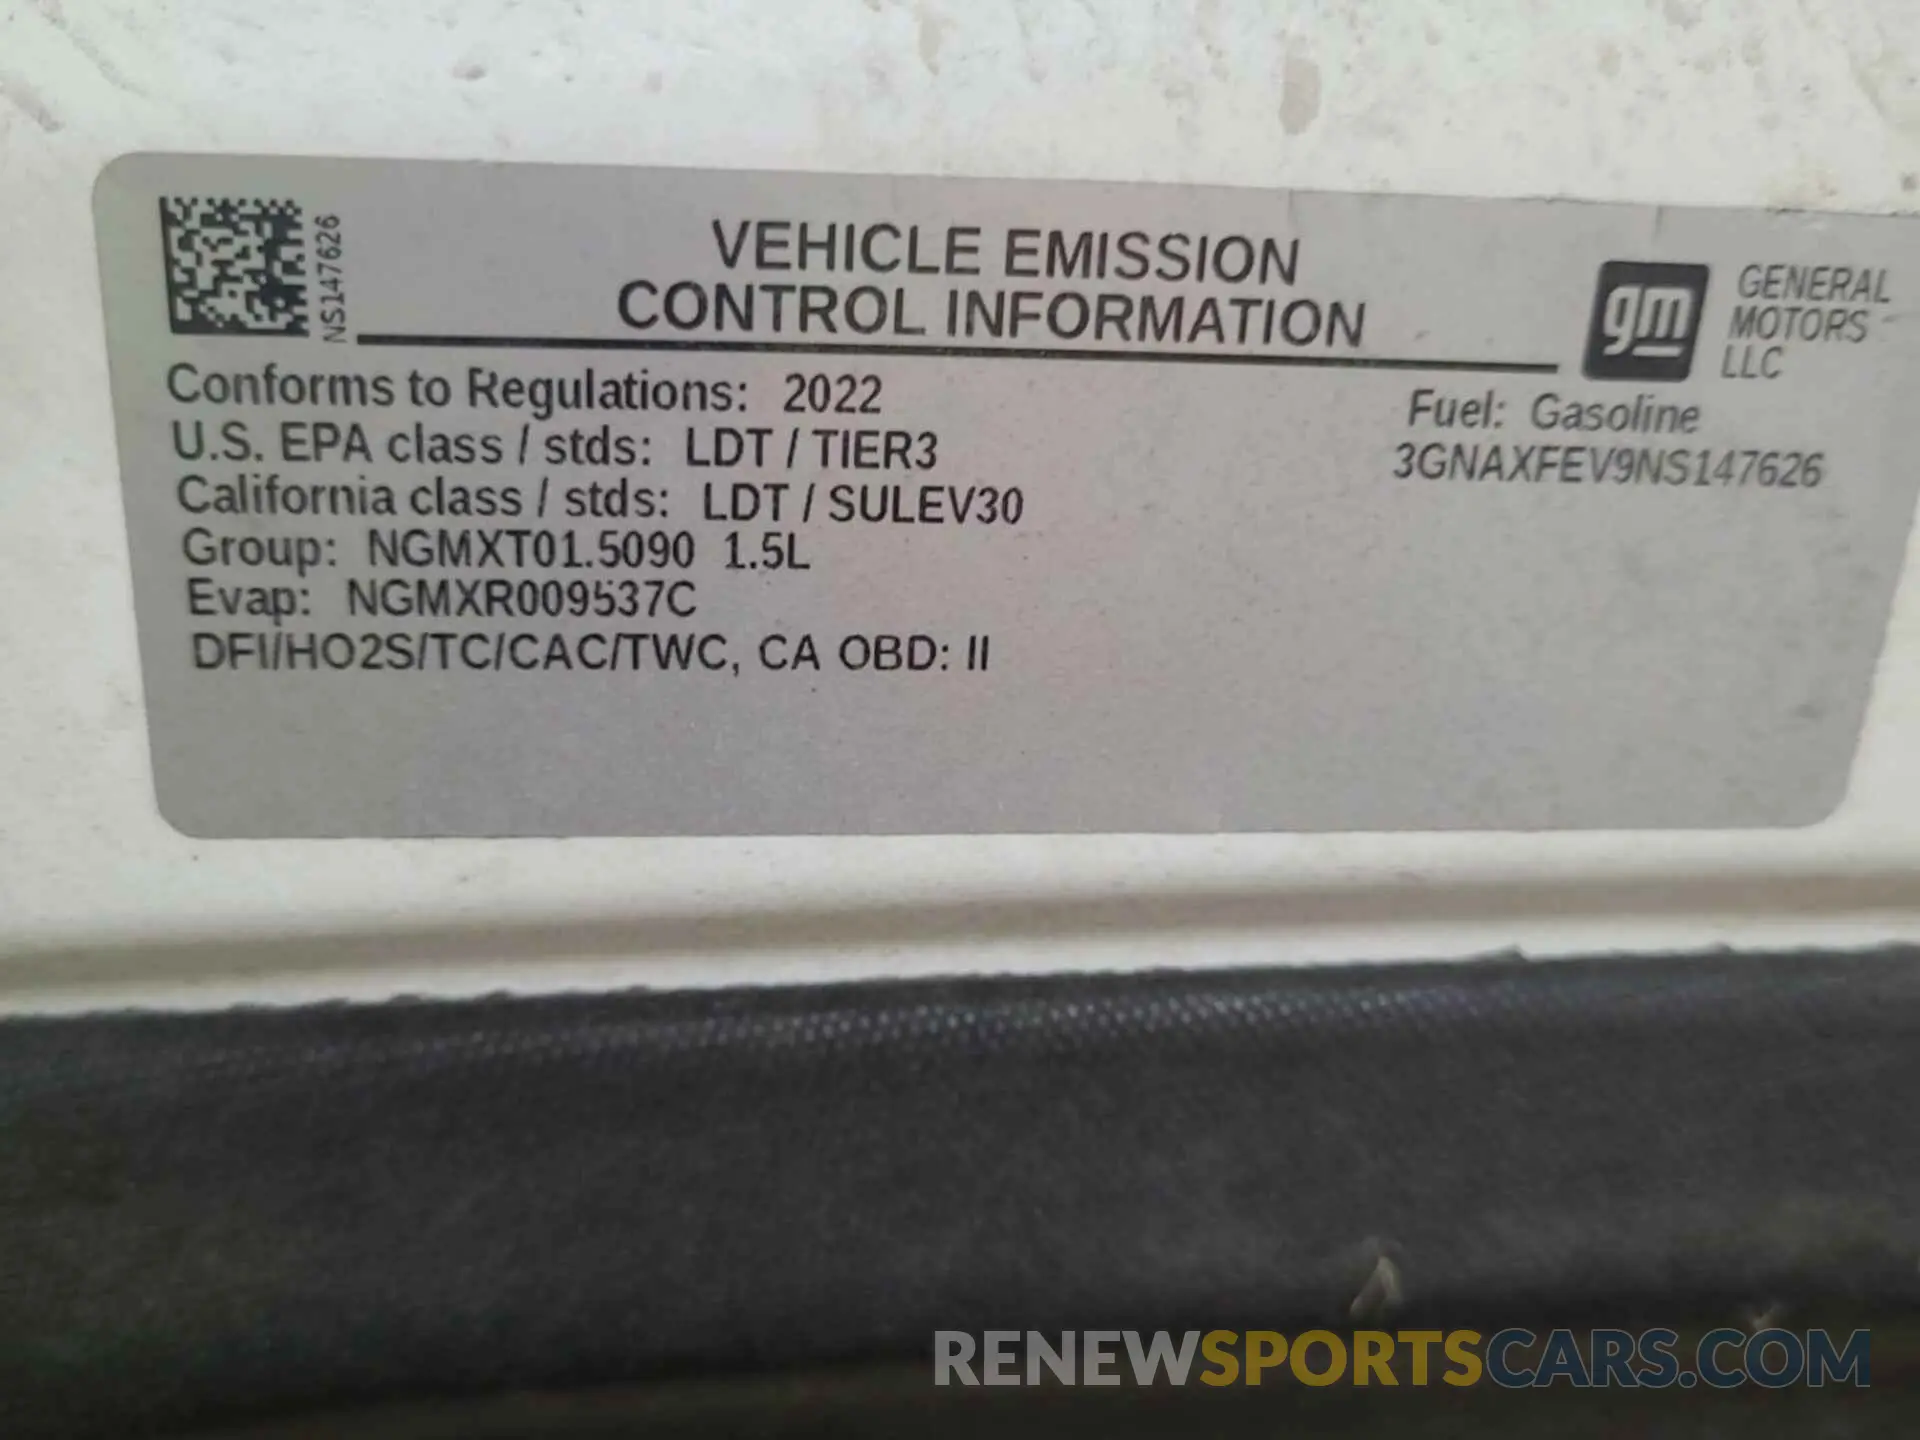 NS147626
VEHICLE EMISSION
CONTROL INFORMATION
gm
GENERAL
MOTORS
LLC
Conforms to Regulations: 2022
U.S. EPA class / stds: LDT / TIER3
California class / stds: LDT / SULEV30
Group: NGMXT01.5090 1.5L
Evap: NGMXR009537C
DFI/HO2S/TC/CAC/TWC, CA OBD: II
Fuel: Gasoline
3GNAXFEV9NS147626
RENEWSPORTSCARS.COM